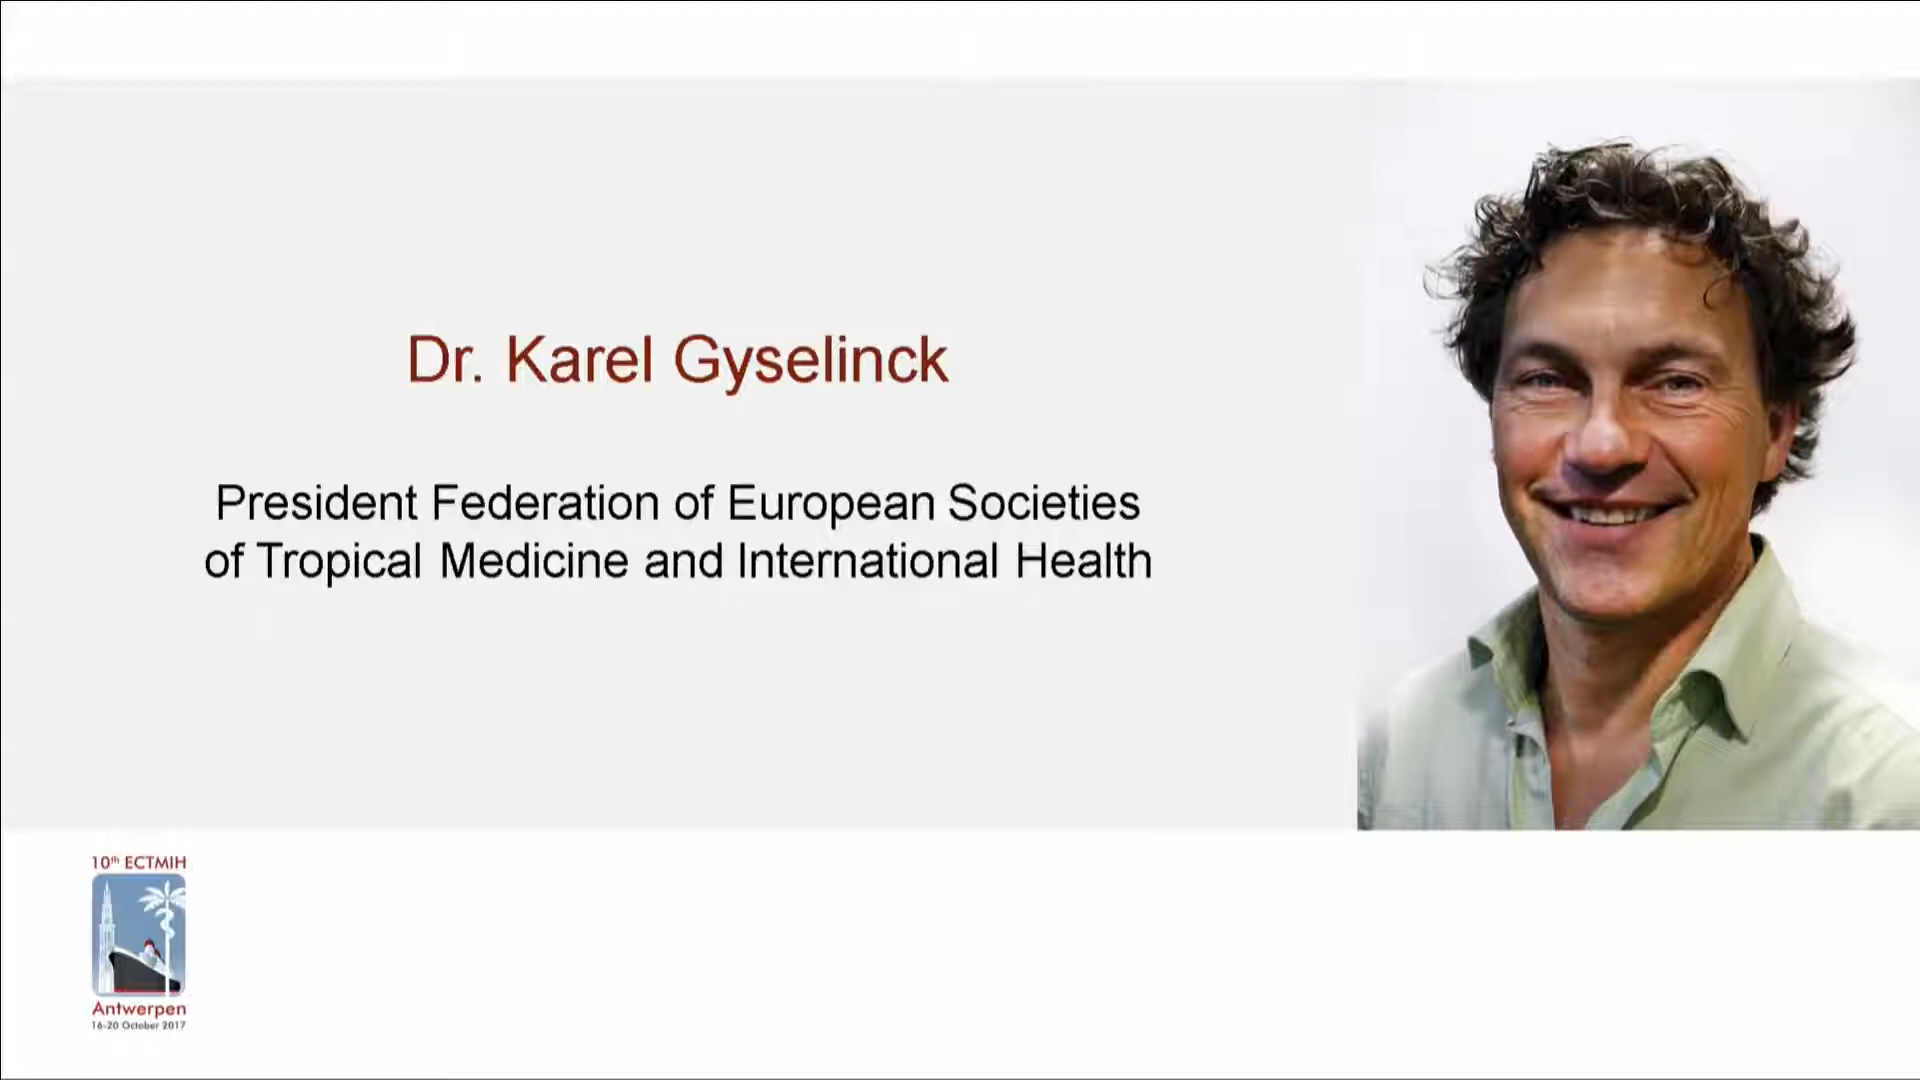 Dr. Karel Gyselinck
President Federation of European Societies
of Tropical Medicine and International Health
10th ECTMIH
Antwerpen
16-20 October 2017